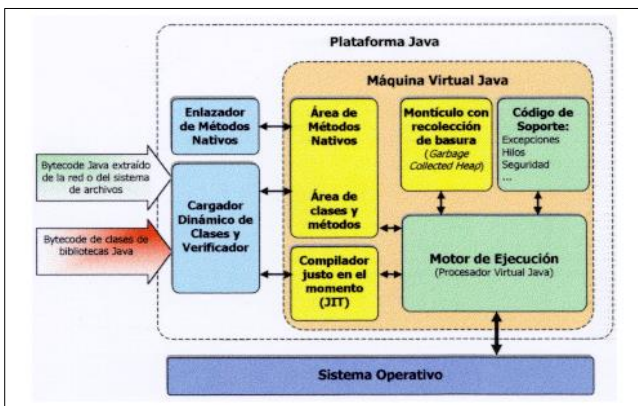 Plataforma Java
Máquina Virtual Java
Enlazador
de Métodos
Nativos
Área de
Métodos
Nativos
Área de
clases y
métodos
Montículo con
recolección
de basura
(Garbage
Collected Heap)
Código de
Soporte:
Excepciones
Hilos
Seguridad
...
Bytecode Java extraído
de la red o del sistema
de archivos
Bytecode de clases de
bibliotecas Java
Cargador
Dinámico de
Clases y
Verificador
Compilador
justo en el
momento
(JIT)
Motor de Ejecución
(Procesador Virtual Java)
Sistema Operativo